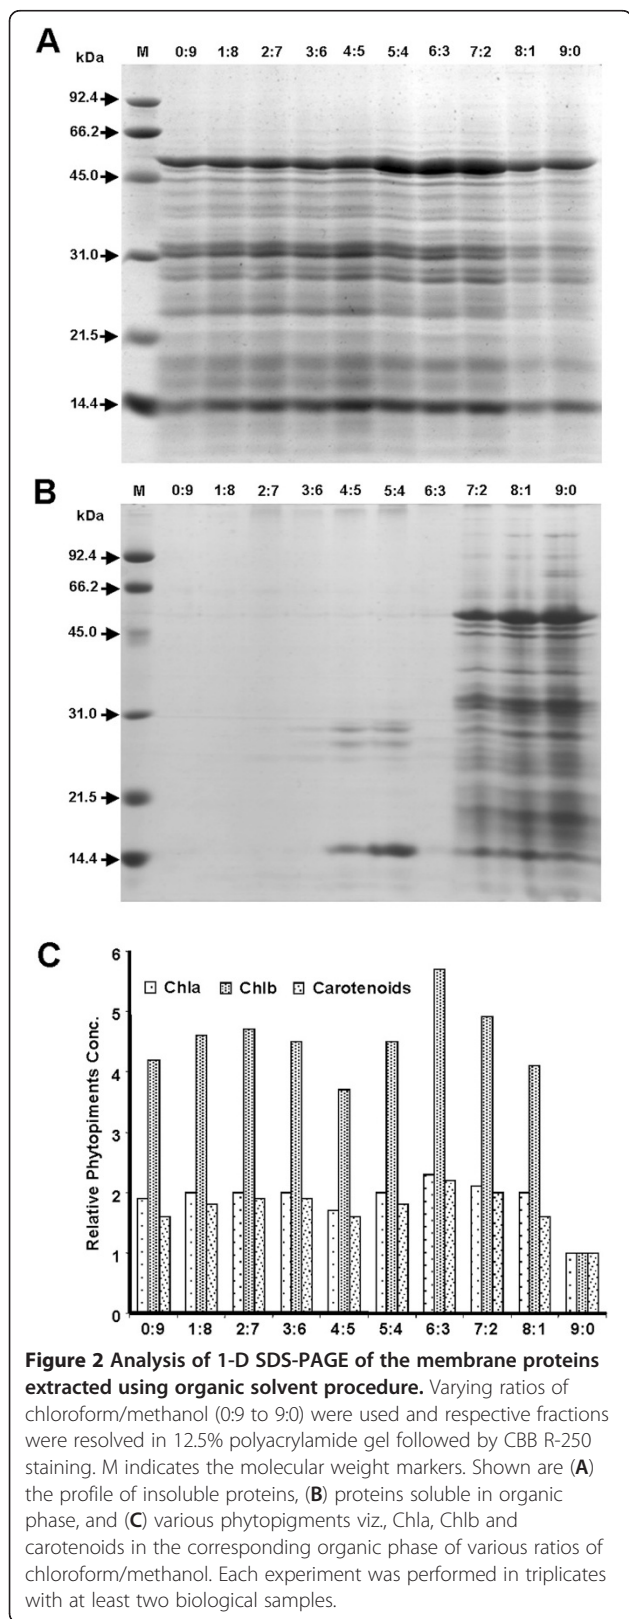 A
kDa M 0:9 1:8 2:7 3:6 4:5 5:4 6:3 7:2 8:1 9:0
92.4
66.2
45.0
31.0
21.5
14.4
B
M 0:9 1:8 2:7 3:6 4:5 5:4 6:3 7:2 8:1 9:0
kDa
92.4
66.2
45.0
31.0
21.5
14.4
C
Chla Chlb Carotenoids
Relative Phytopiments Conc.
6
5
4
3
2
1
0
0:9 1:8 2:7 3:6 4:5 5:4 6:3 7:2 8:1 9:0
Figure 2 Analysis of 1-D SDS-PAGE of the membrane proteins
extracted using organic solvent procedure. Varying ratios of
chloroform/methanol (0:9 to 9:0) were used and respective fractions
were resolved in 12.5% polyacrylamide gel followed by CBB R-250
staining. M indicates the molecular weight markers. Shown are (A)
the profile of insoluble proteins, (B) proteins soluble in organic
phase, and (C) various phytopigments viz., Chla, Chlb and
carotenoids in the corresponding organic phase of various ratios of
chloroform/methanol. Each experiment was performed in triplicates
with at least two biological samples.